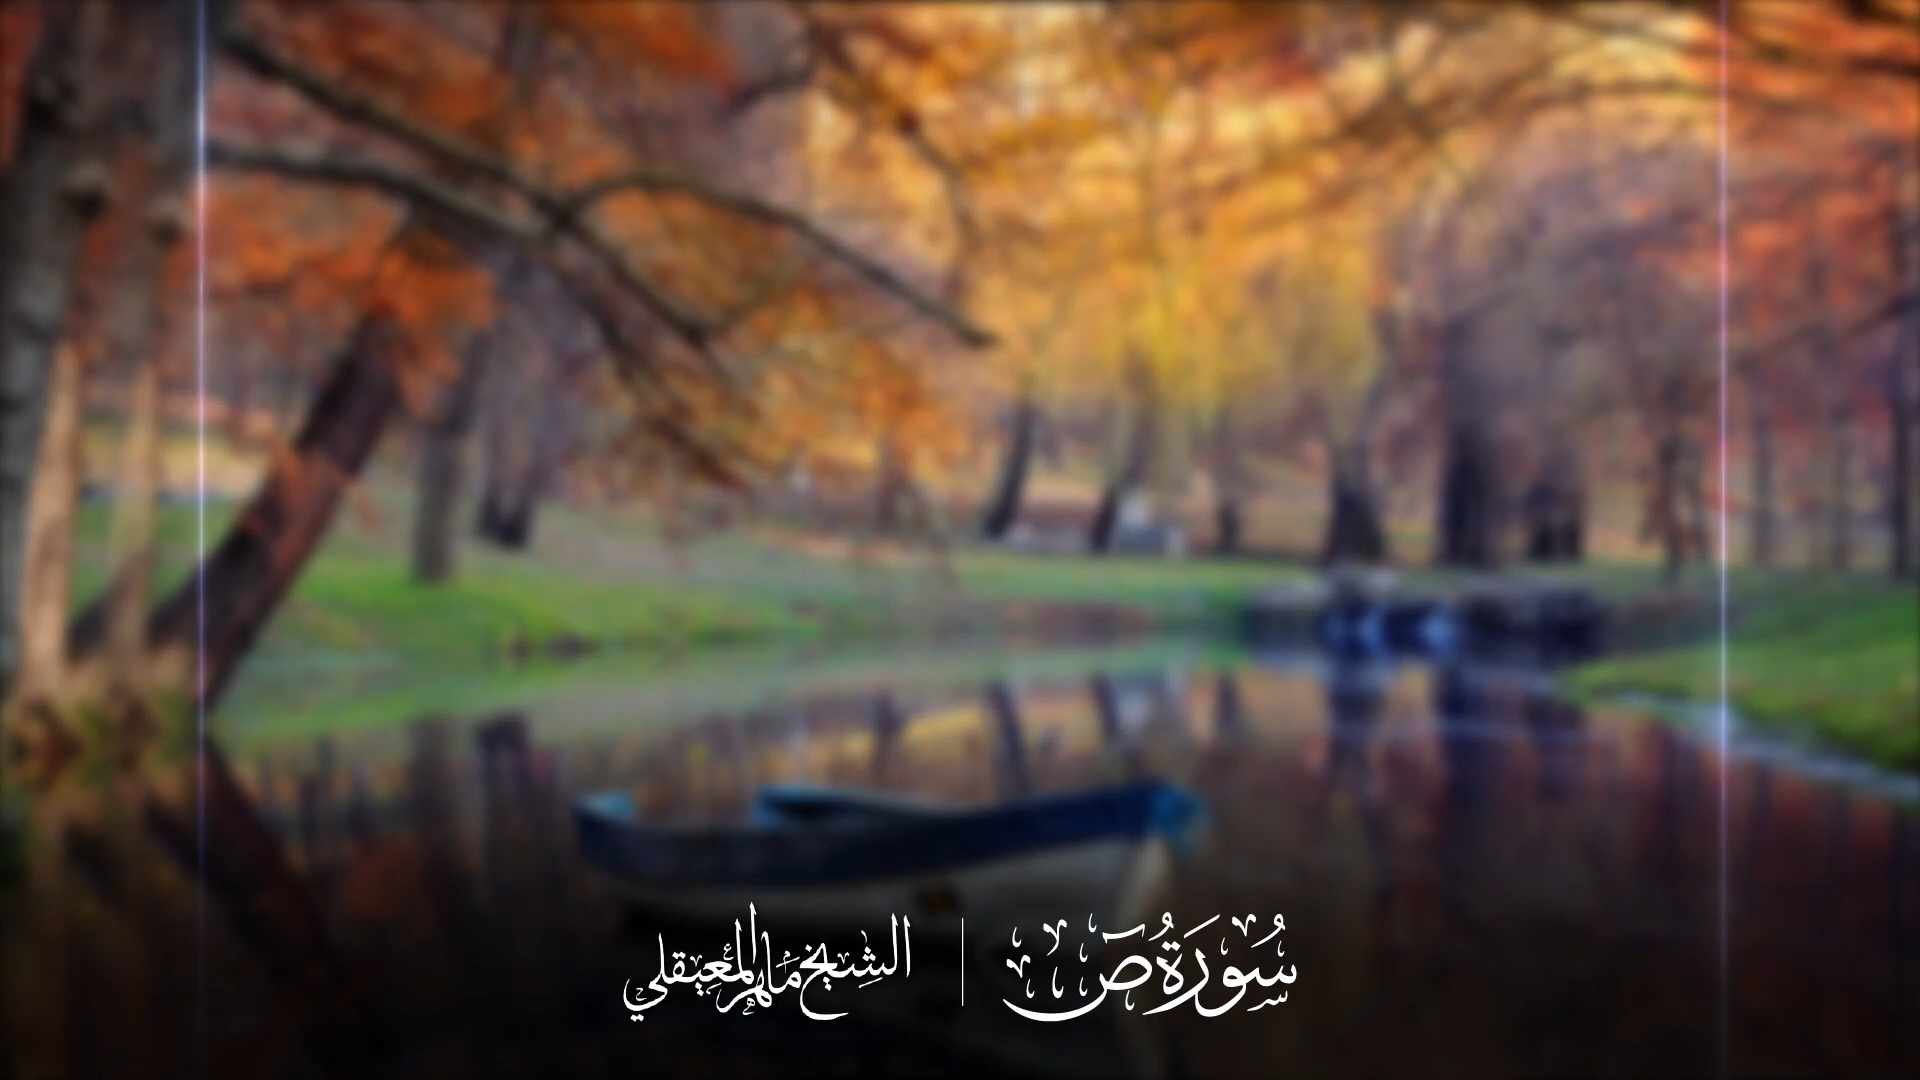 سُورَةُ صٓ | الشيخ ماهر المعيقلي